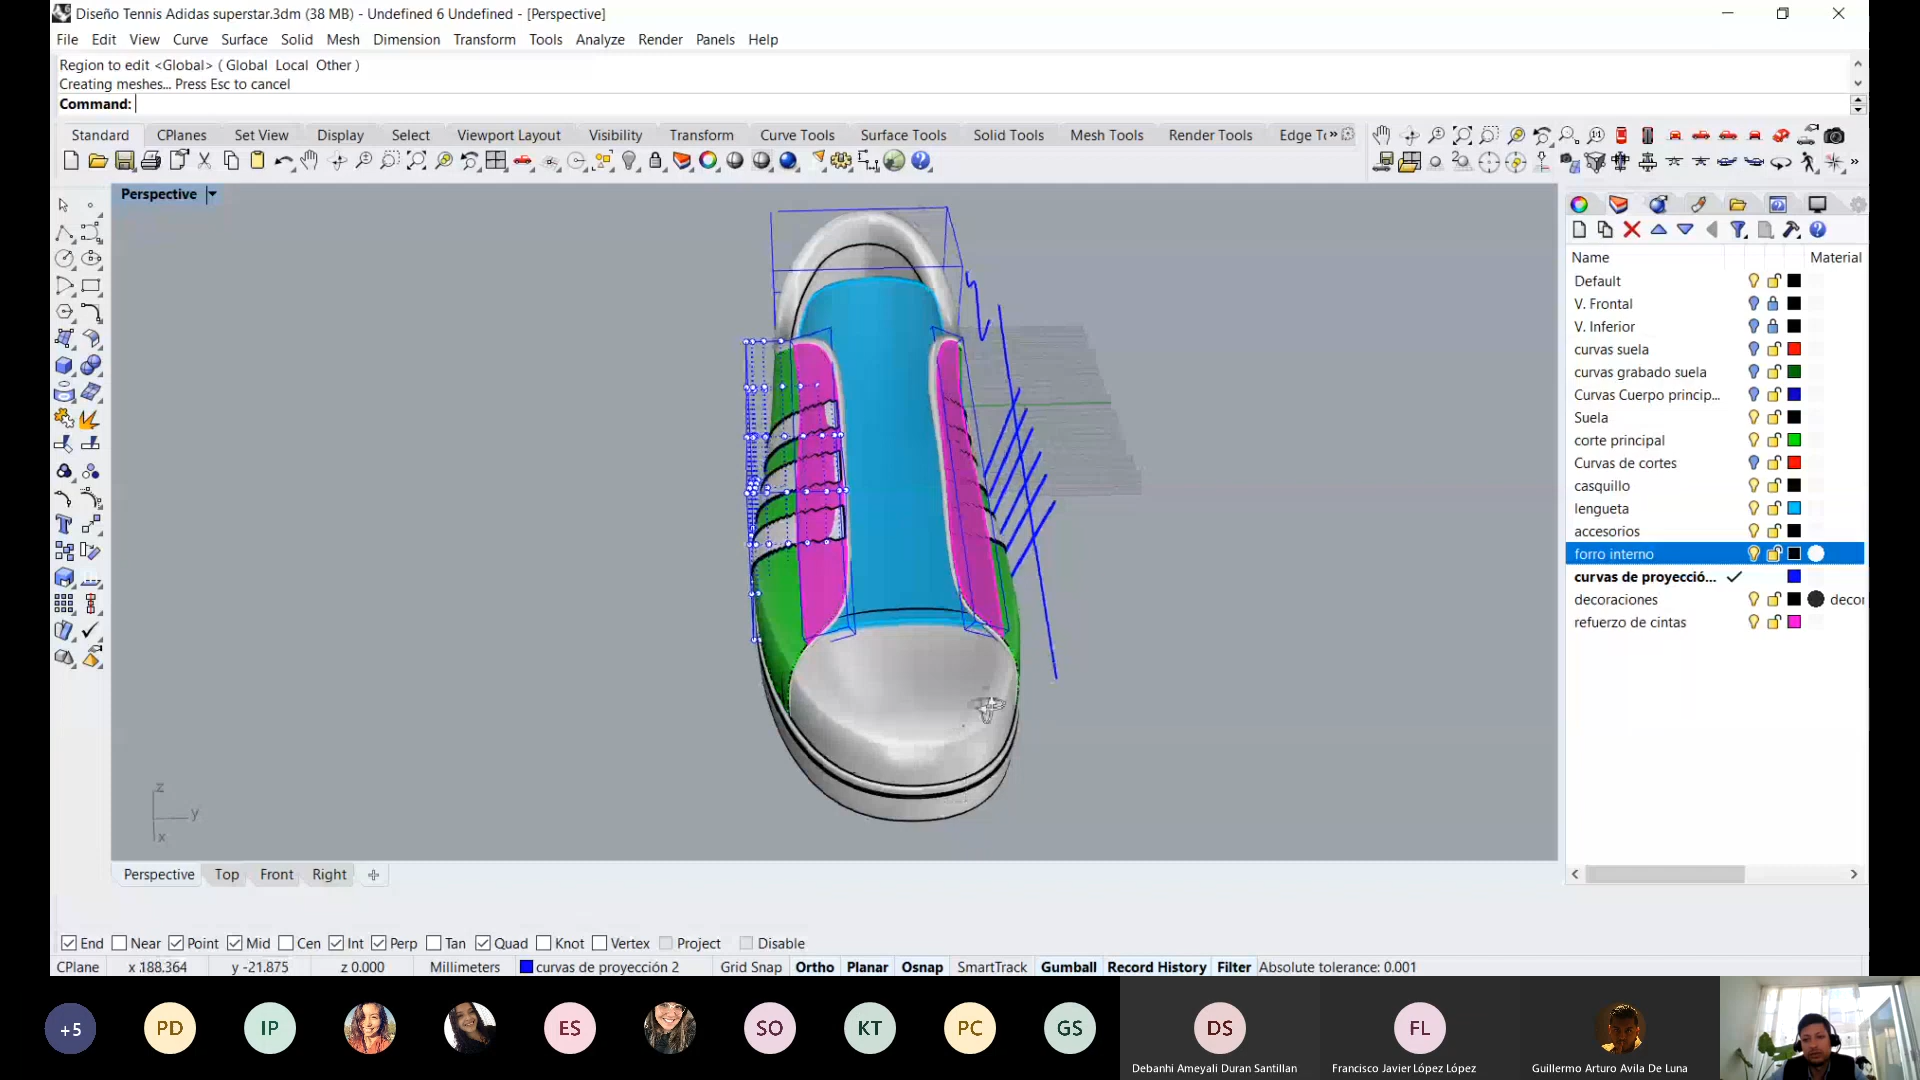 Diseño Tennis Adidas superstar.3dm (38 MB) - Undefined 6 Undefined - [Perspective]
File Edit View Curve Surface Solid Mesh Dimension Transform Tools Analyze Render Panels Help
Region to edit <Global> ( Global Local Other )
Creating meshes... Press Esc to cancel
Command:
Standard CPlanes Set View Display Select Viewport Layout Visibility Transform Curve Tools Surface Tools Solid Tools Mesh Tools Render Tools Edge To
Perspective
Name Material
Default
V. Frontal
V. Inferior
curvas suela
curvas grabado suela
Curvas Cuerpo princip...
Suela
corte principal
Curvas de cortes
casquillo
lengueta
accesorios
forro interno
curvas de proyecció...
decoraciones decor
refuerzo de cintas
z
y
x
Perspective Top Front Right
End Near Point Mid Cen Int Perp Tan Quad Knot Vertex Project Disable
CPlane x 188.364 y -21.875 z 0.000 Millimeters curvas de proyección 2 Grid Snap Ortho Planar Osnap SmartTrack Gumball Record History Filter Absolute tolerance: 0.001
+5 PD IP ES SO KT PC GS DS FL
Debanhi Ameyali Duran Santillan Francisco Javier López López Guillermo Arturo Avila De Luna